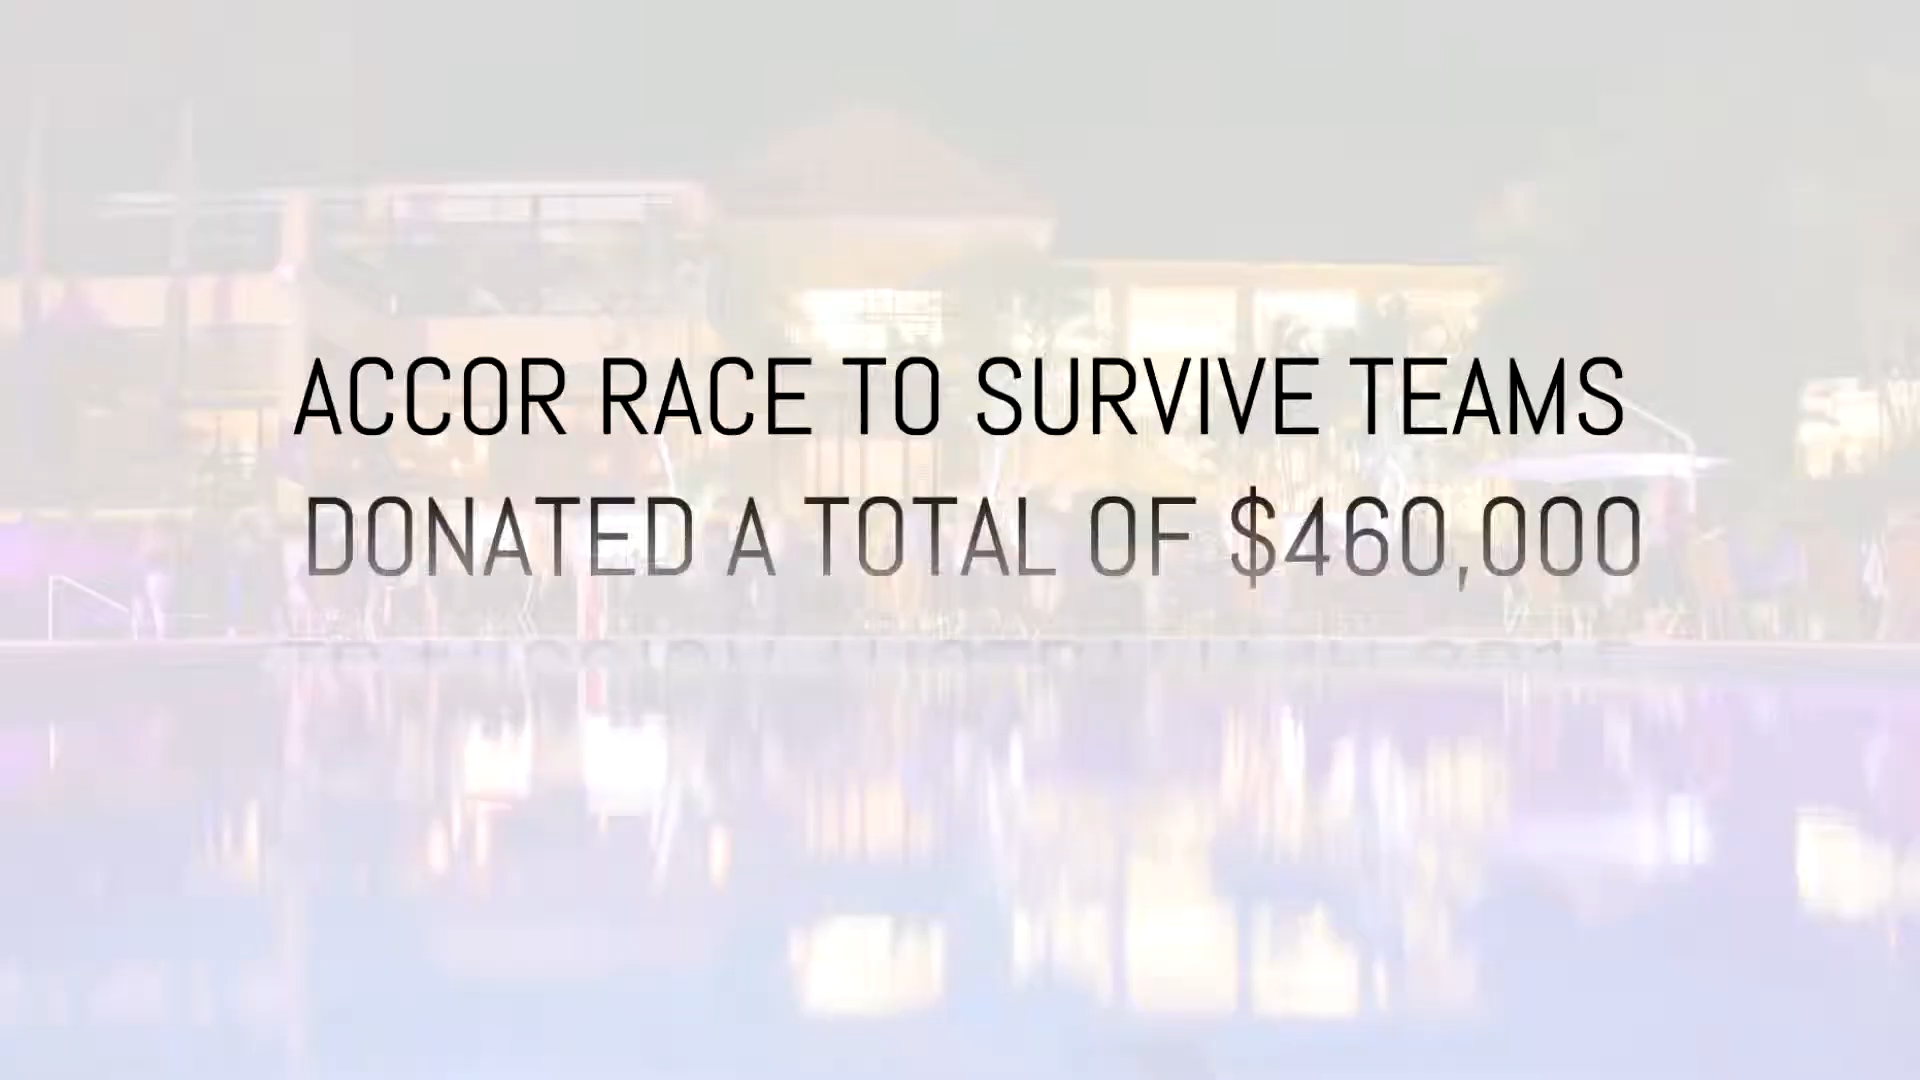 ACCOR RACE TO SURVIVE TEAMS
DONATED A TOTAL OF $460,000